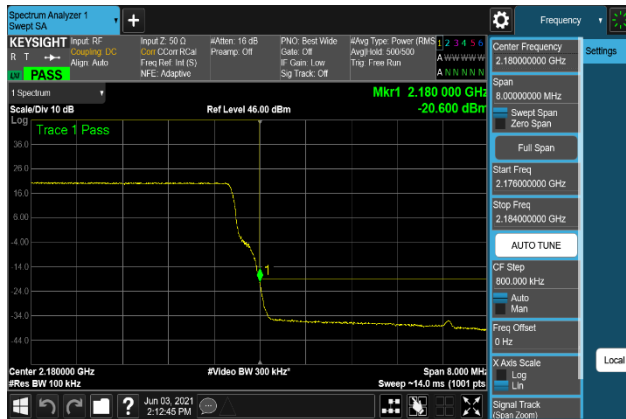 Spectrum Analyzer 1
Swept SA
Frequency
KEYSIGHT
R T
LW PASS
Input: RF
Coupling: DC
Align: Auto
Input Z: 50 Ω
Corr CCorr RCal
Freq Ref: Int (S)
NFE: Adaptive
#Atten: 16 dB
Preamp: Off
PNO: Best Wide
Gate: Off
IF Gain: Low
Sig Track: Off
#Avg Type: Power (RMS
Avg|Hold: 500/500
Trig: Free Run
1 2 3 4 5 6
A W W W W W
A N N N N N
1 Spectrum
Scale/Div 10 dB
Log
Ref Level 46.00 dBm
Mkr1 2.180 000 GHz
-20.600 dBm
Trace 1 Pass
36.0
26.0
16.0
6.00
-4.00
-14.0
-24.0
-34.0
-44.0
1
Center 2.180000 GHz
#Res BW 100 kHz
#Video BW 300 kHz*
Span 8.000 MHz
Sweep ~14.0 ms (1001 pts
Center Frequency
2.180000000 GHz
Settings
Span
8.00000000 MHz
Swept Span
Zero Span
Full Span
Start Freq
2.176000000 GHz
Stop Freq
2.184000000 GHz
AUTO TUNE
CF Step
800.000 kHz
Auto
Man
Freq Offset
0 Hz
X Axis Scale
Log
Lin
Local
Signal Track
(Span Zoom)
?
Jun 03, 2021
2:12:45 PM